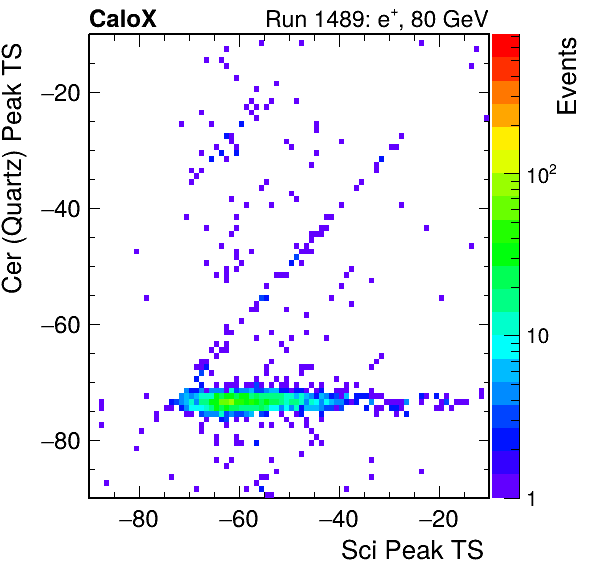 CaloX Run 1489: e⁺, 80 GeV
Cer (Quartz) Peak TS
−20
−40
−60
−80
−80 −60 −40 −20
Sci Peak TS
Events
10²
10
1